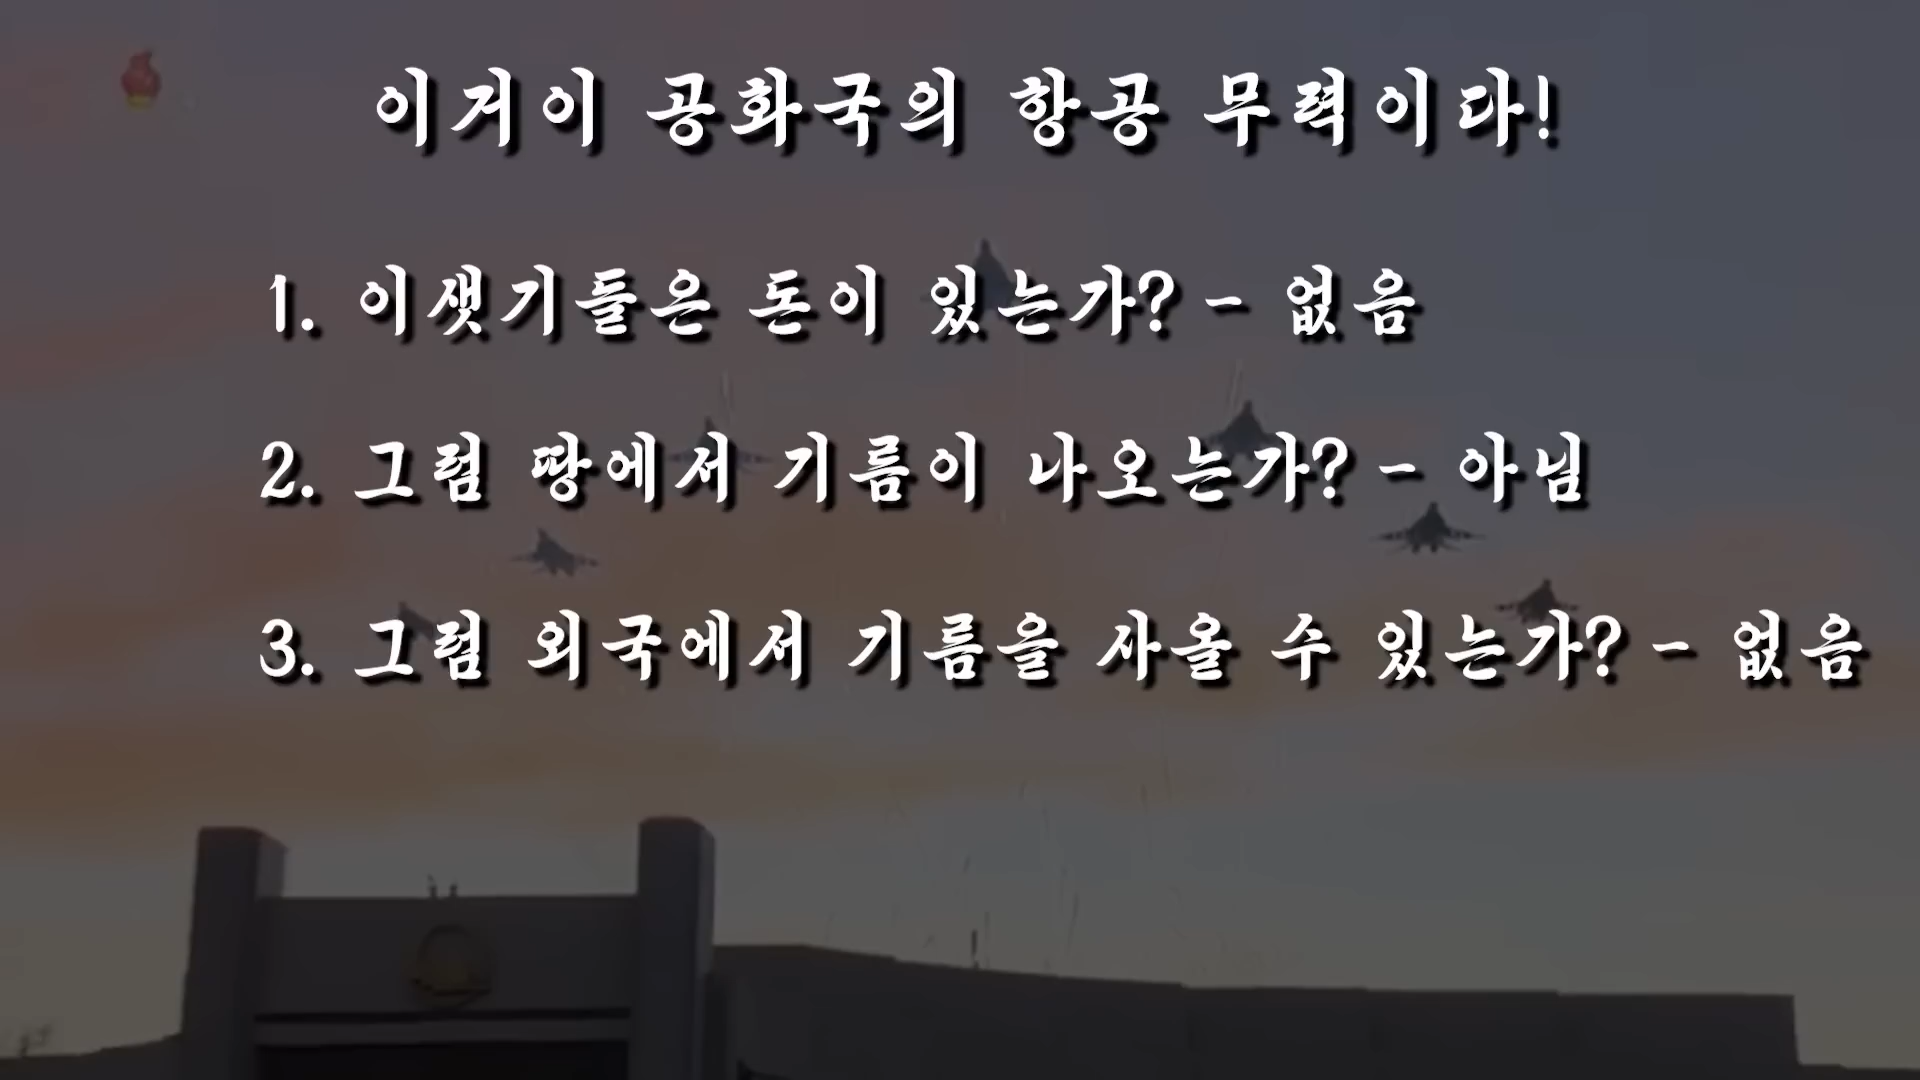 이거이 공화국의 항공 무력이다!
1. 이샛기들은 돈이 있는가? - 없음
2. 그럼 땅에서 기름이 나오는가? - 아님
3. 그럼 외국에서 기름을 사올 수 있는가? - 없음